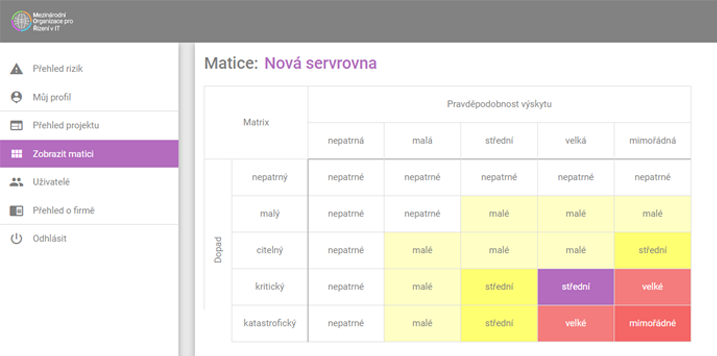 Mezinárodní
Organizace pro
Řízení v IT
Přehled rizik
Můj profil
Přehled projektu
Zobrazit matici
Uživatelé
Přehled o firmě
Odhlásit
Matice: Nová servrovna
Matrix
Pravděpodobnost výskytu
nepatrná malá střední velká mimořádná
Dopad
nepatrný nepatrné nepatrné nepatrné nepatrné nepatrné
malý nepatrné nepatrné malé malé malé
citelný nepatrné malé malé malé střední
kritický nepatrné malé střední střední velké
katastrofický nepatrné malé střední velké mimořádné